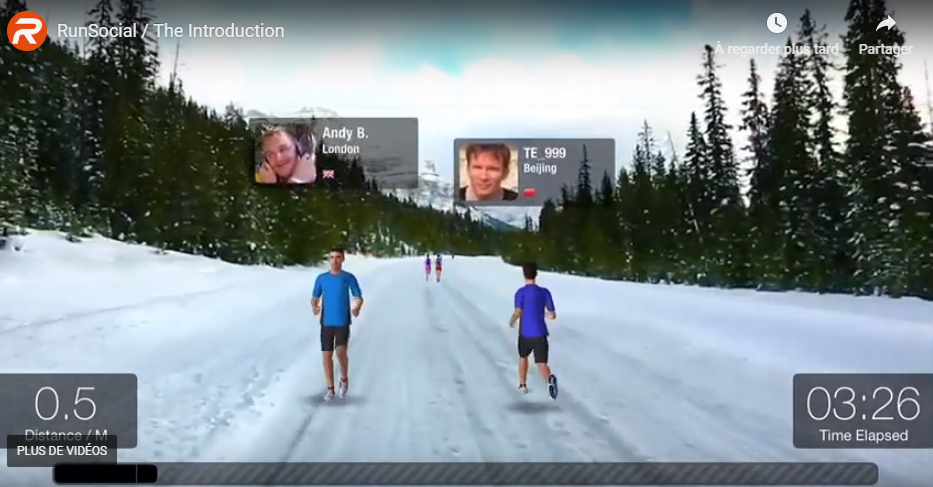 RunSocial / The Introduction
À regarder plus tard
Partager
Andy B.
London
TE_999
Beijing
0.5
Distance / M
03:26
Time Elapsed
PLUS DE VIDÉOS